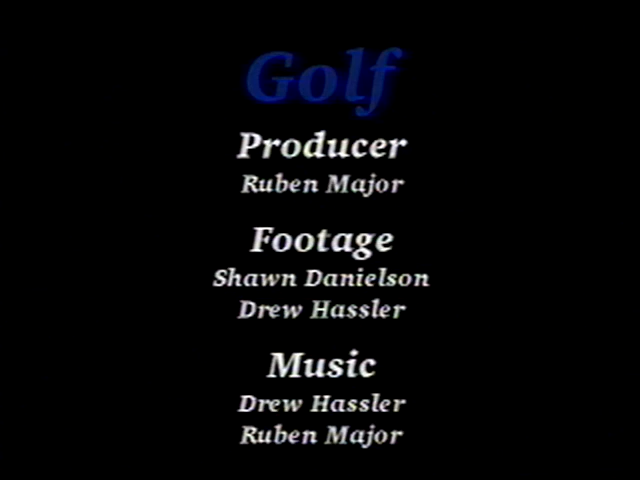 Golf
Producer
Ruben Major
Footage
Shawn Danielson
Drew Hassler
Music
Drew Hassler
Ruben Major